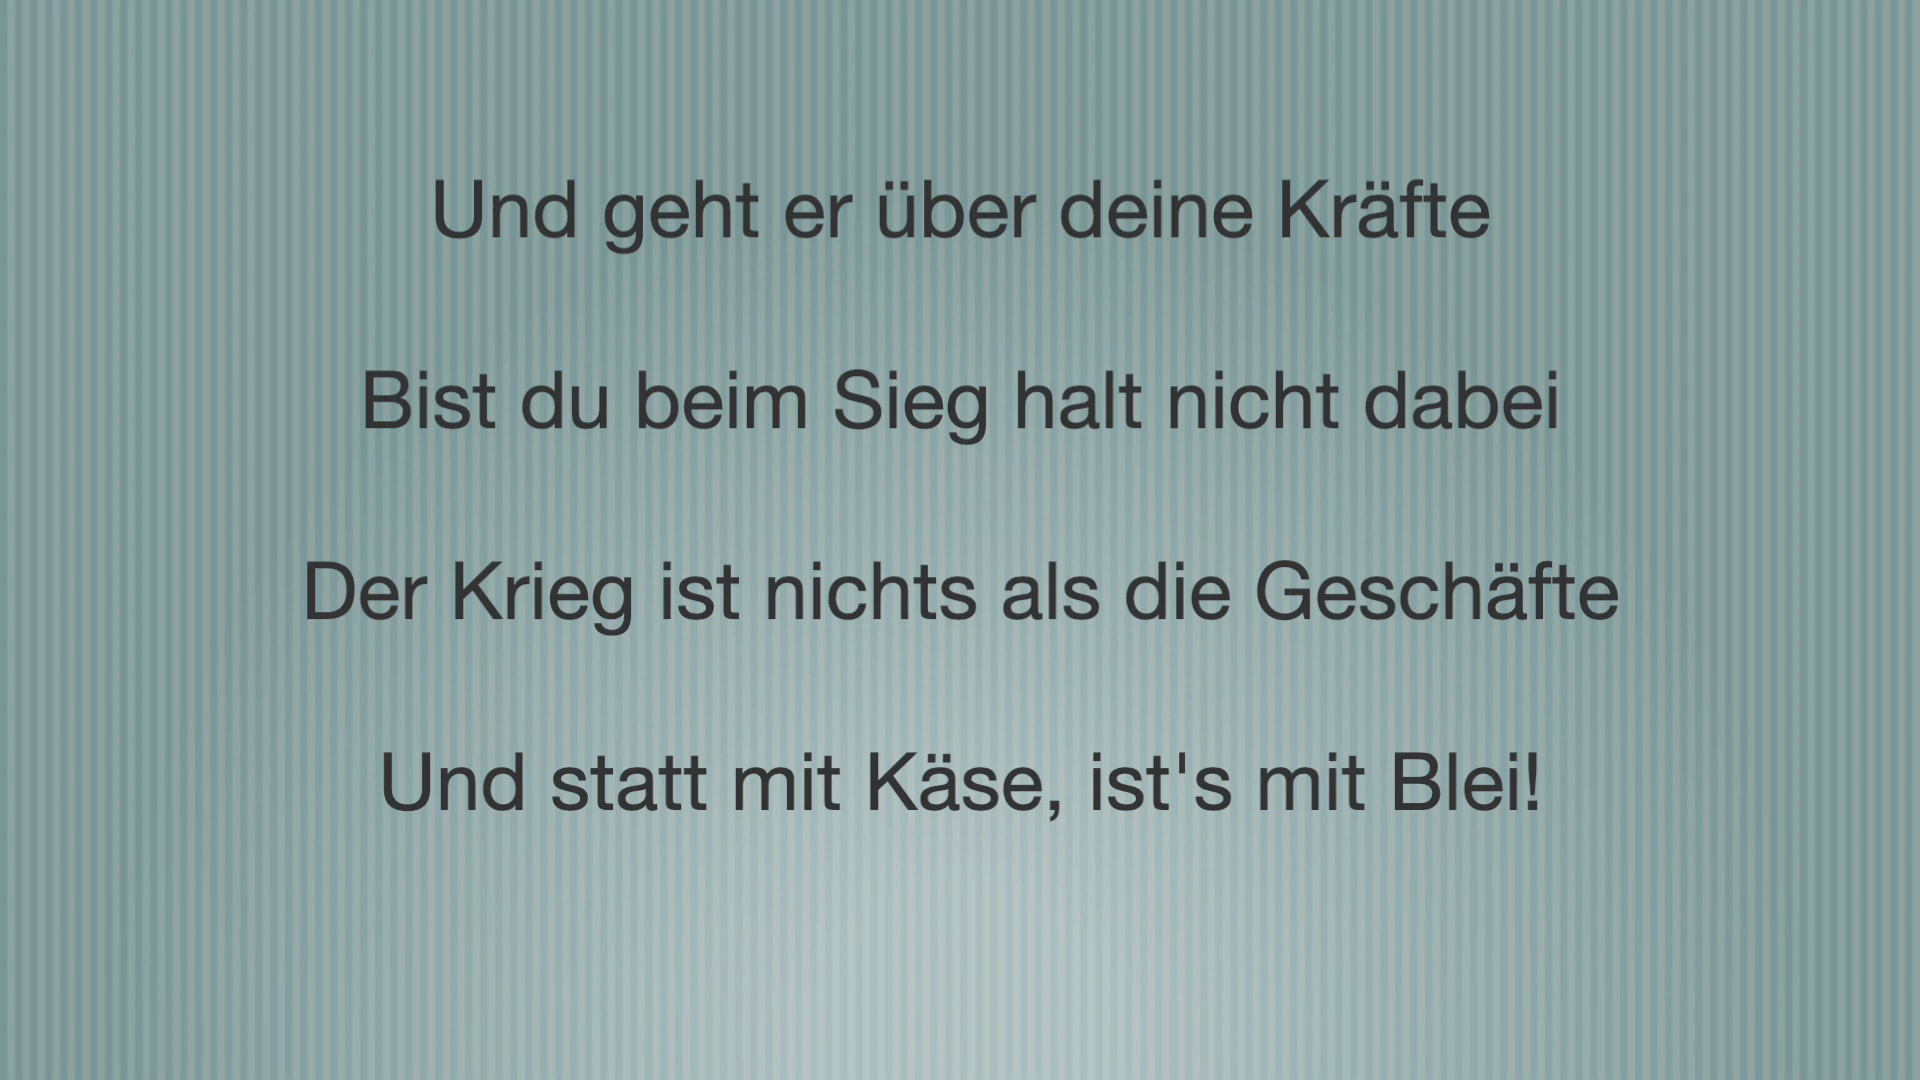 Und geht er über deine Kräfte
Bist du beim Sieg halt nicht dabei
Der Krieg ist nichts als die Geschäfte
Und statt mit Käse, ist's mit Blei!